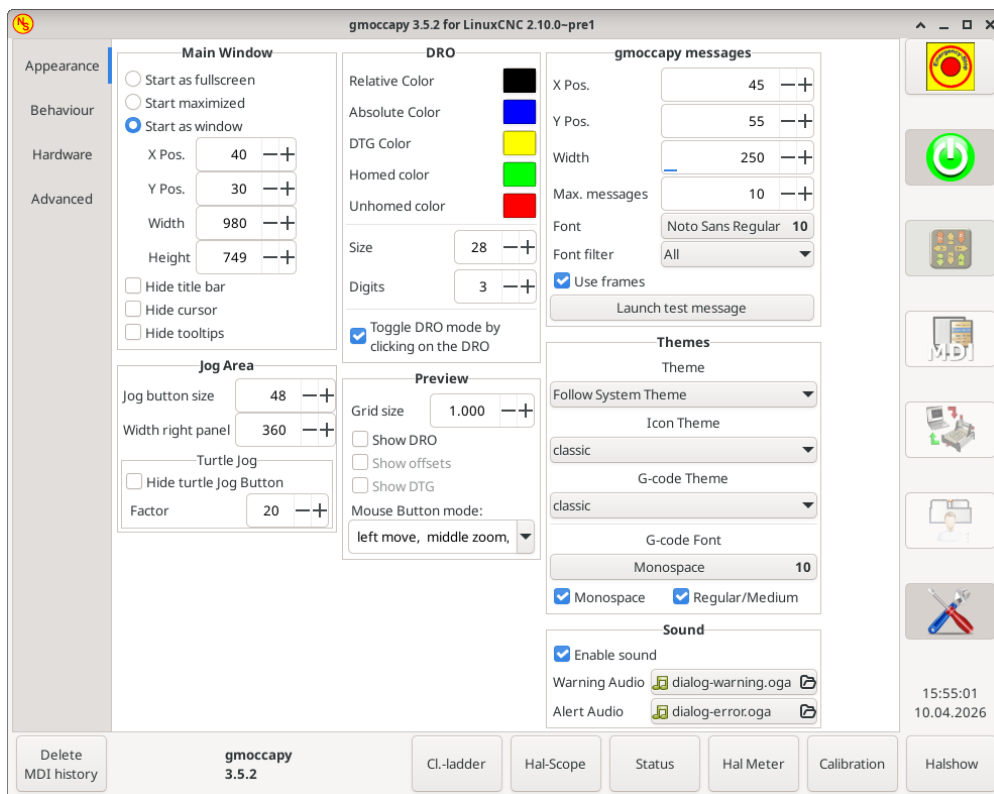 gmoccapy 3.5.2 for LinuxCNC 2.10.0~pre1
Appearance
Behaviour
Hardware
Advanced
Main Window
Start as fullscreen
Start maximized
Start as window
X Pos. 40
Y Pos. 30
Width 980
Height 749
Hide title bar
Hide cursor
Hide tooltips
Jog Area
Jog button size 48
Width right panel 360
Turtle Jog
Hide turtle Jog Button
Factor 20
DRO
Relative Color
Absolute Color
DTG Color
Homed color
Unhomed color
Size 28
Digits 3
Toggle DRO mode by
clicking on the DRO
Preview
Grid size 1.000
Show DRO
Show offsets
Show DTG
Mouse Button mode:
left move, middle zoom,
gmoccapy messages
X Pos. 45
Y Pos. 55
Width 250
Max. messages 10
Font Noto Sans Regular 10
Font filter All
Use frames
Launch test message
Themes
Theme
Follow System Theme
Icon Theme
classic
G-code Theme
classic
G-code Font
Monospace 10
Monospace Regular/Medium
Sound
Enable sound
Warning Audio dialog-warning.oga
Alert Audio dialog-error.oga
MDI
15:55:01
10.04.2026
Delete
MDI history
gmoccapy
3.5.2
Cl.-ladder
Hal-Scope
Status
Hal Meter
Calibration
Halshow